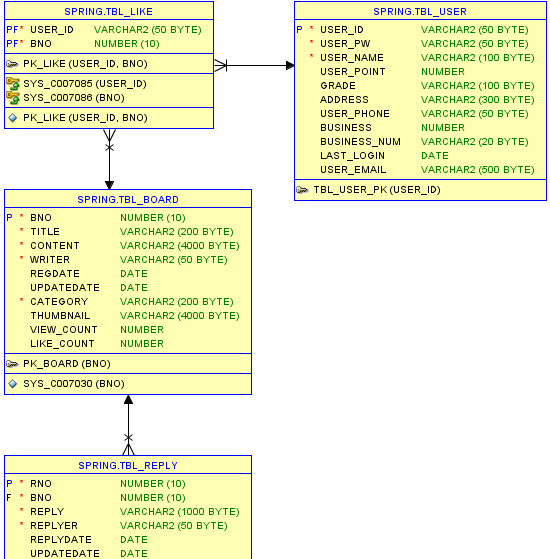 SPRING.TBL_LIKE
PF* USER_ID VARCHAR2 (50 BYTE)
PF* BNO NUMBER (10)
PK_LIKE (USER_ID, BNO)
SYS_C007085 (USER_ID)
SYS_C007086 (BNO)
PK_LIKE (USER_ID, BNO)
SPRING.TBL_USER
P * USER_ID VARCHAR2 (50 BYTE)
* USER_PW VARCHAR2 (50 BYTE)
* USER_NAME VARCHAR2 (100 BYTE)
USER_POINT NUMBER
GRADE VARCHAR2 (100 BYTE)
ADDRESS VARCHAR2 (300 BYTE)
USER_PHONE VARCHAR2 (50 BYTE)
BUSINESS NUMBER
BUSINESS_NUM VARCHAR2 (20 BYTE)
LAST_LOGIN DATE
USER_EMAIL VARCHAR2 (500 BYTE)
TBL_USER_PK (USER_ID)
SPRING.TBL_BOARD
P * BNO NUMBER (10)
* TITLE VARCHAR2 (200 BYTE)
* CONTENT VARCHAR2 (4000 BYTE)
* WRITER VARCHAR2 (50 BYTE)
REGDATE DATE
UPDATEDATE DATE
* CATEGORY VARCHAR2 (200 BYTE)
THUMBNAIL VARCHAR2 (4000 BYTE)
VIEW_COUNT NUMBER
LIKE_COUNT NUMBER
PK_BOARD (BNO)
SYS_C007030 (BNO)
SPRING.TBL_REPLY
P * RNO NUMBER (10)
F * BNO NUMBER (10)
* REPLY VARCHAR2 (1000 BYTE)
* REPLYER VARCHAR2 (50 BYTE)
REPLYDATE DATE
UPDATEDATE DATE